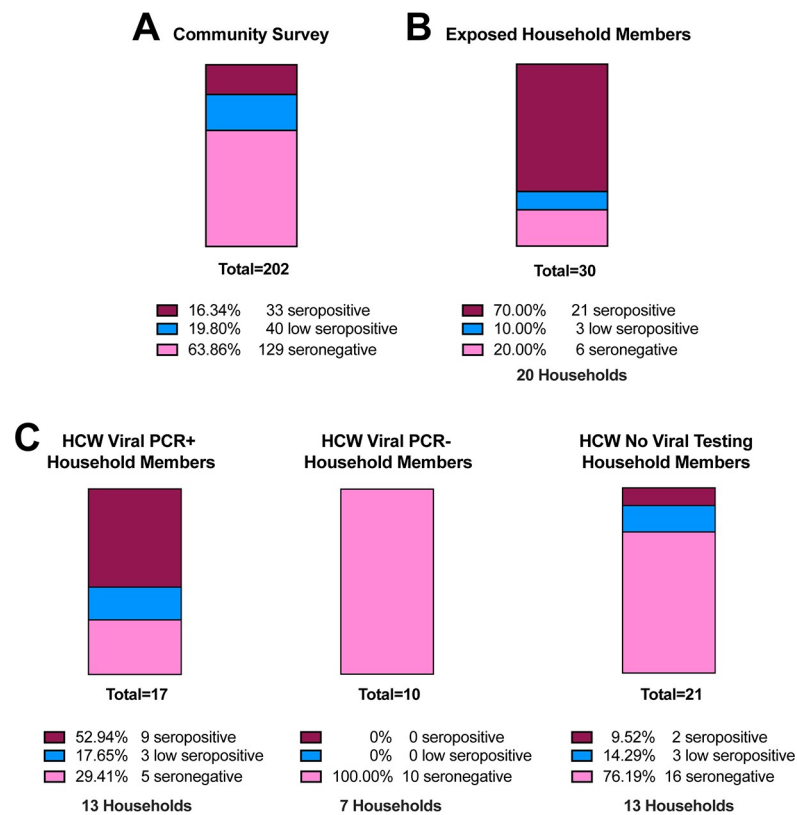 A Community Survey
Total=202
16.34% 33 seropositive
19.80% 40 low seropositive
63.86% 129 seronegative
B Exposed Household Members
Total=30
70.00% 21 seropositive
10.00% 3 low seropositive
20.00% 6 seronegative
20 Households
C HCW Viral PCR+
Household Members
Total=17
52.94% 9 seropositive
17.65% 3 low seropositive
29.41% 5 seronegative
13 Households
HCW Viral PCR-
Household Members
Total=10
0% 0 seropositive
0% 0 low seropositive
100.00% 10 seronegative
7 Households
HCW No Viral Testing
Household Members
Total=21
9.52% 2 seropositive
14.29% 3 low seropositive
76.19% 16 seronegative
13 Households